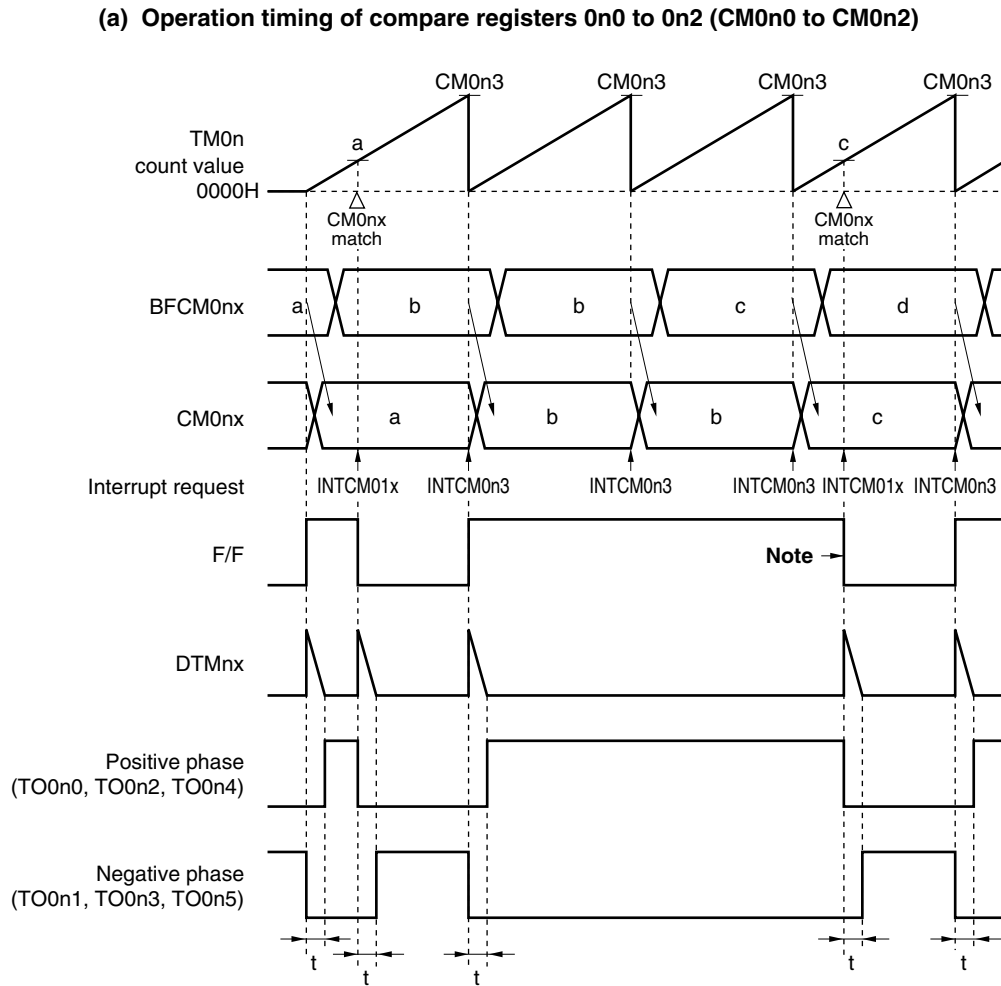 (a) Operation timing of compare registers 0n0 to 0n2 (CM0n0 to CM0n2)
CM0n3 CM0n3 CM0n3 CM0n3
TM0n
count value
a c
0000H
CM0nx
match
CM0nx
match
BFCM0nx a b b c d
CM0nx a b b c
Interrupt request INTCM01x INTCM0n3 INTCM0n3 INTCM0n3 INTCM01x INTCM0n3
F/F Note
DTMnx
Positive phase
(TO0n0, TO0n2, TO0n4)
Negative phase
(TO0n1, TO0n3, TO0n5)
t t t t t